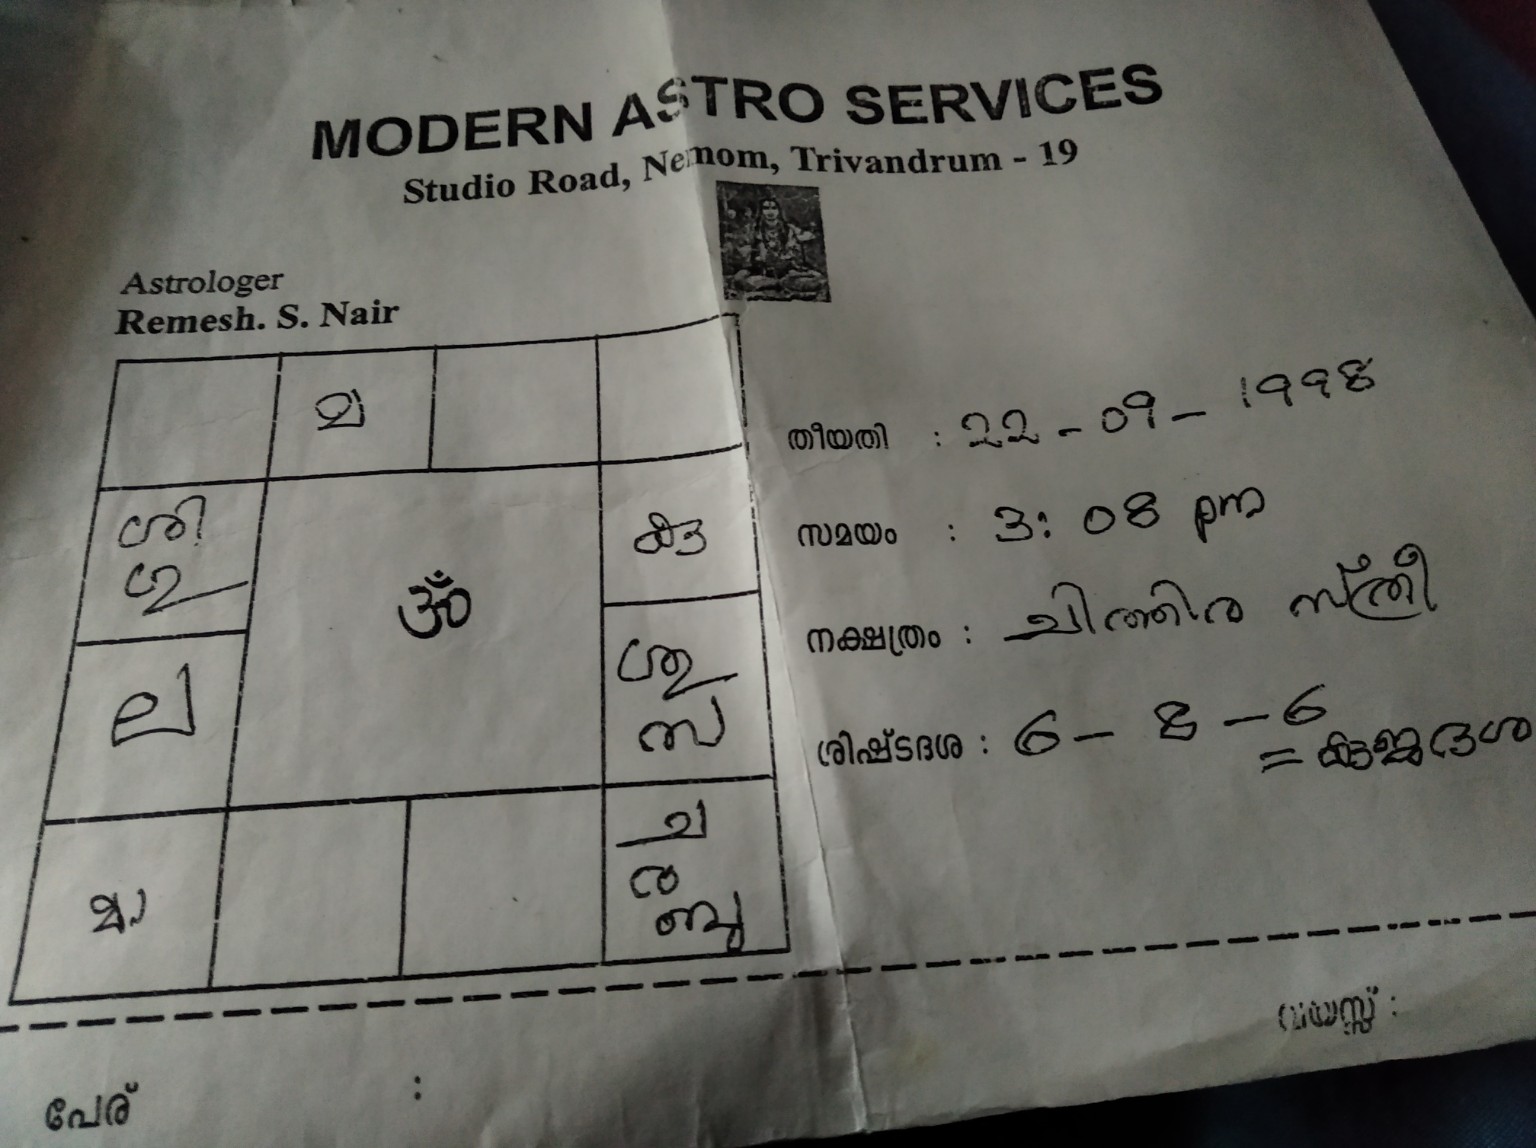 MODERN ASTRO SERVICES
Studio Road, Nemom, Trivandrum - 19
Astrologer
Remesh. S. Nair
തീയതി : 22 - 09 - 1998
സമയം : 3: 08 pm
നക്ഷത്രം : ചിത്തിര സ്ത്രീ
ശിഷ്ടദശ : 6 - 8 - 6
= കുജദശ
ശി
ല
കു
ॐ
ല
ശു
മാ
ച
ര
ബു
വയസ്സ് :
പേര് :